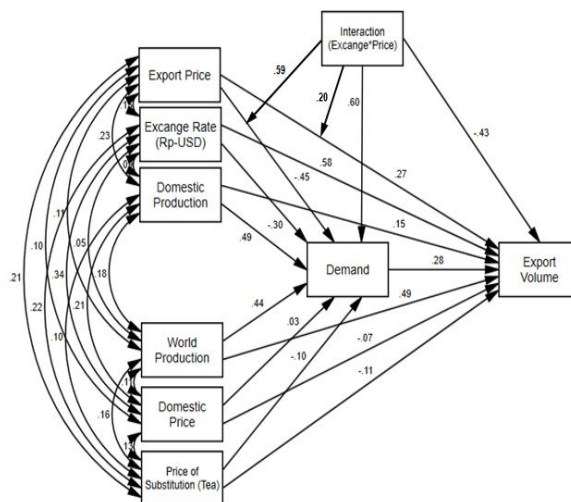 Interaction
(Excange*Price)
Export Price
.59
.20
.60
-.43
.23
Excange Rate
(Rp-USD)
.58
.27
-.45
Domestic
Production
.11
.10
.05
.34
.21
.18
.22
.21
.10
-.30
.15
.49
Demand
.28
Export
Volume
.44
.49
.03
-.07
-.10
-.11
World
Production
.16
Domestic
Price
Price of
Substitution (Tea)